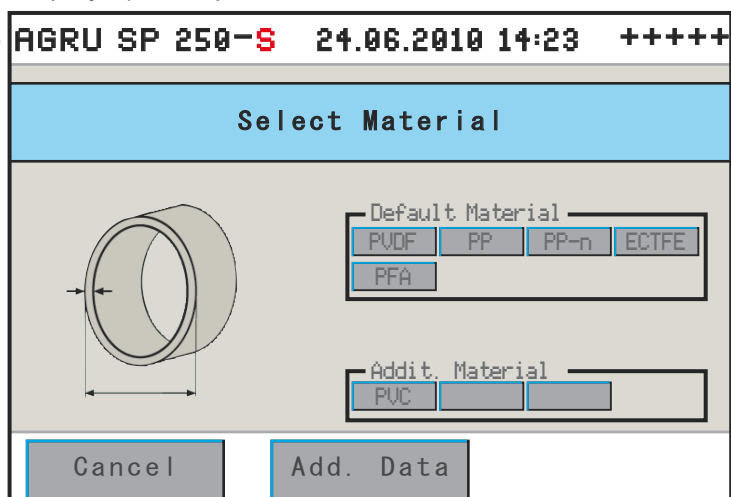 AGRU SP 250-S 24.06.2010 14:23 +++++
Select Material
Default Material
PVDF PP PP-n ECTFE
PFA
Addit. Material
PVC
Cancel Add. Data